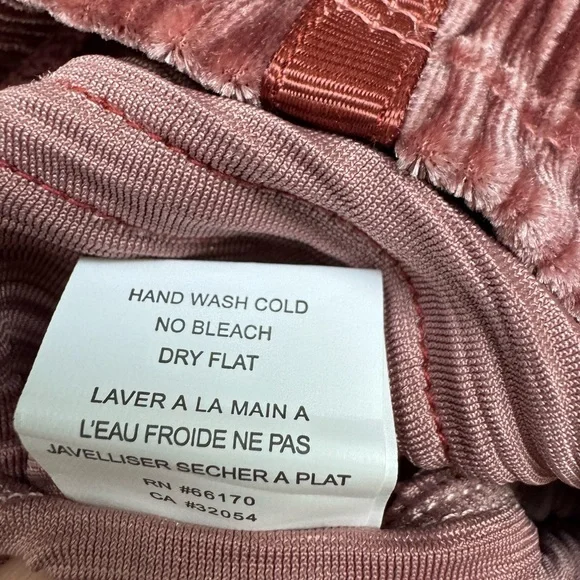 HAND WASH COLD
NO BLEACH
DRY FLAT
LAVER A LA MAIN A
L'EAU FROIDE NE PAS
JAVELLISER SECHER A PLAT
RN #66170
CA #32054